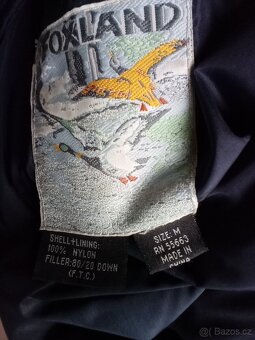 FOXLAND
SHELL+LINING:
100% NYLON
FILLER:80/20 DOWN
(F.T.C.)
SIZE: M
RN 55663
MADE IN
CHINA
Bazos.cz